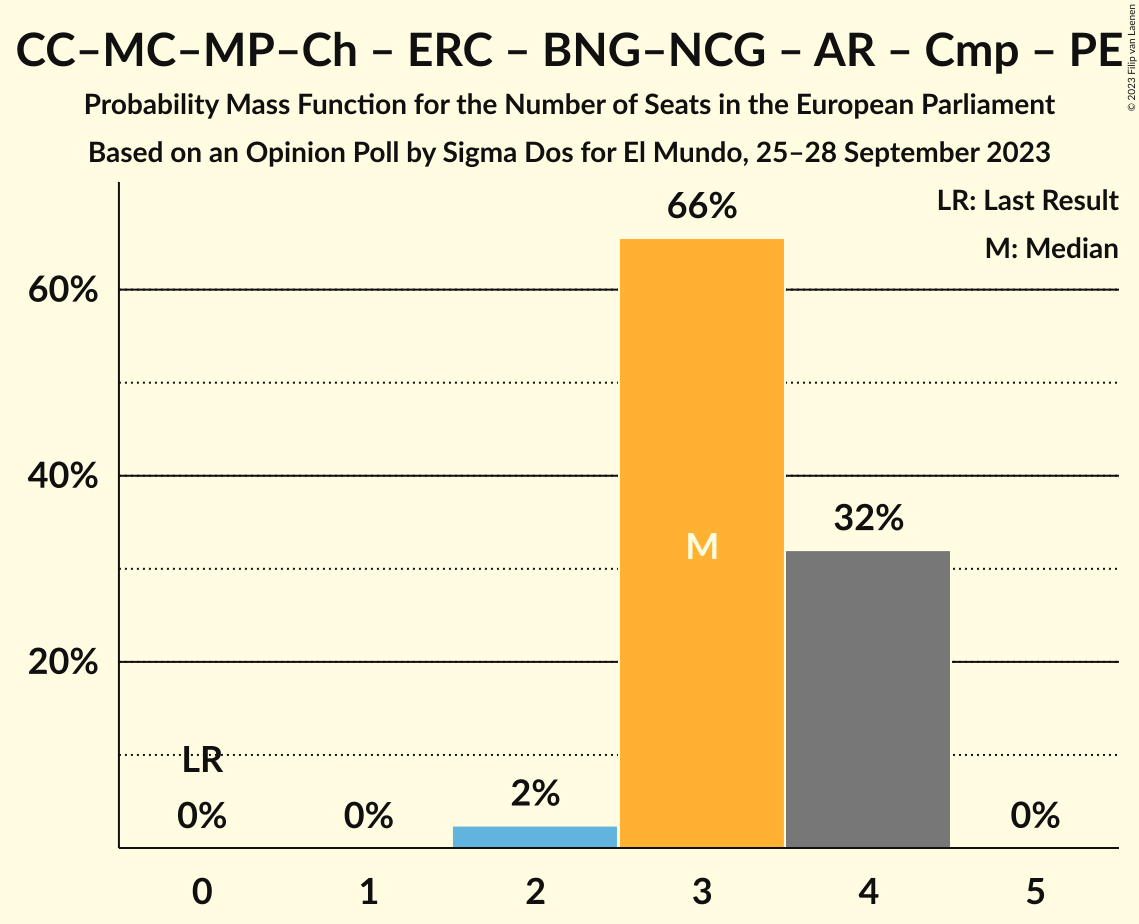 CC–MC–MP–Ch – ERC – BNG–NCG – AR – Cmp – PE
Probability Mass Function for the Number of Seats in the European Parliament
Based on an Opinion Poll by Sigma Dos for El Mundo, 25–28 September 2023
© 2023 Filip van Laenen
LR: Last Result
M: Median
66%
60%
40%
32%
M
20%
LR
2%
0%
0%
0%
0 1 2 3 4 5